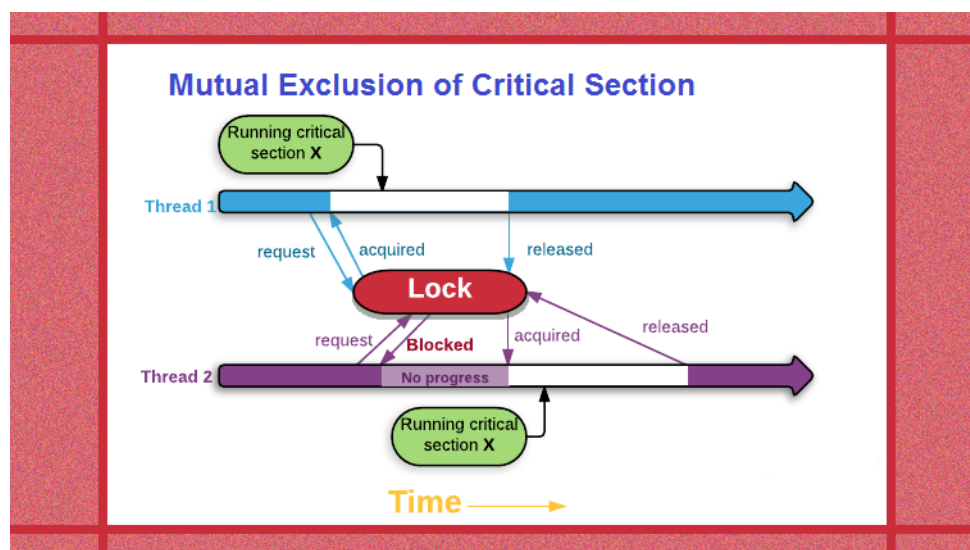 Mutual Exclusion of Critical Section
Running critical
section X
Thread 1
request
acquired
released
Lock
request
Blocked
acquired
released
Thread 2
No progress
Running critical
section X
Time